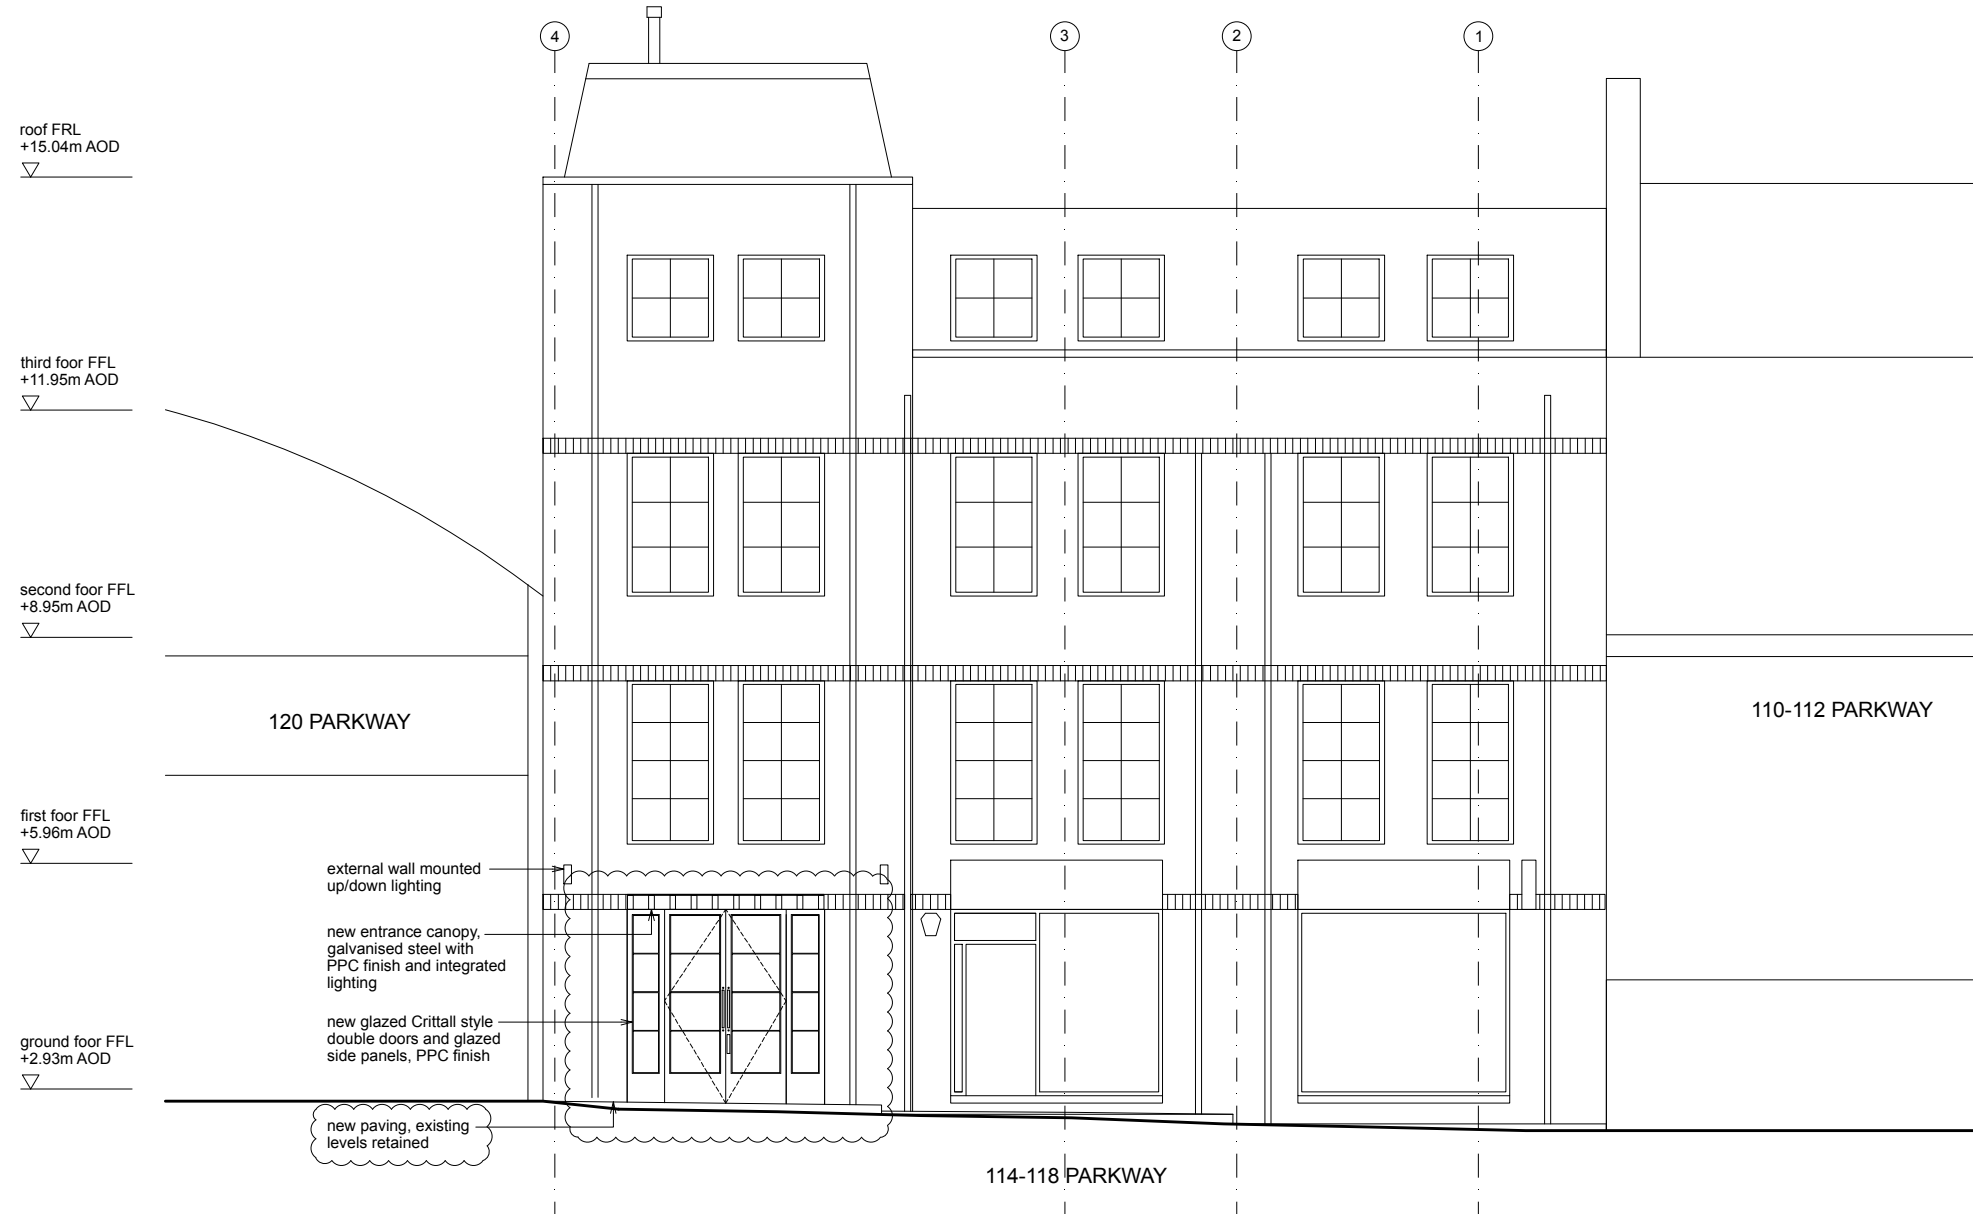 4
3
2
1
roof FRL
+15.04m AOD
third foor FFL
+11.95m AOD
second foor FFL
+8.95m AOD
120 PARKWAY
110-112 PARKWAY
first foor FFL
+5.96m AOD
external wall mounted
up/down lighting
new entrance canopy,
galvanised steel with
PPC finish and integrated
lighting
new glazed Crittall style
double doors and glazed
side panels, PPC finish
ground foor FFL
+2.93m AOD
new paving, existing
levels retained
114-118 PARKWAY